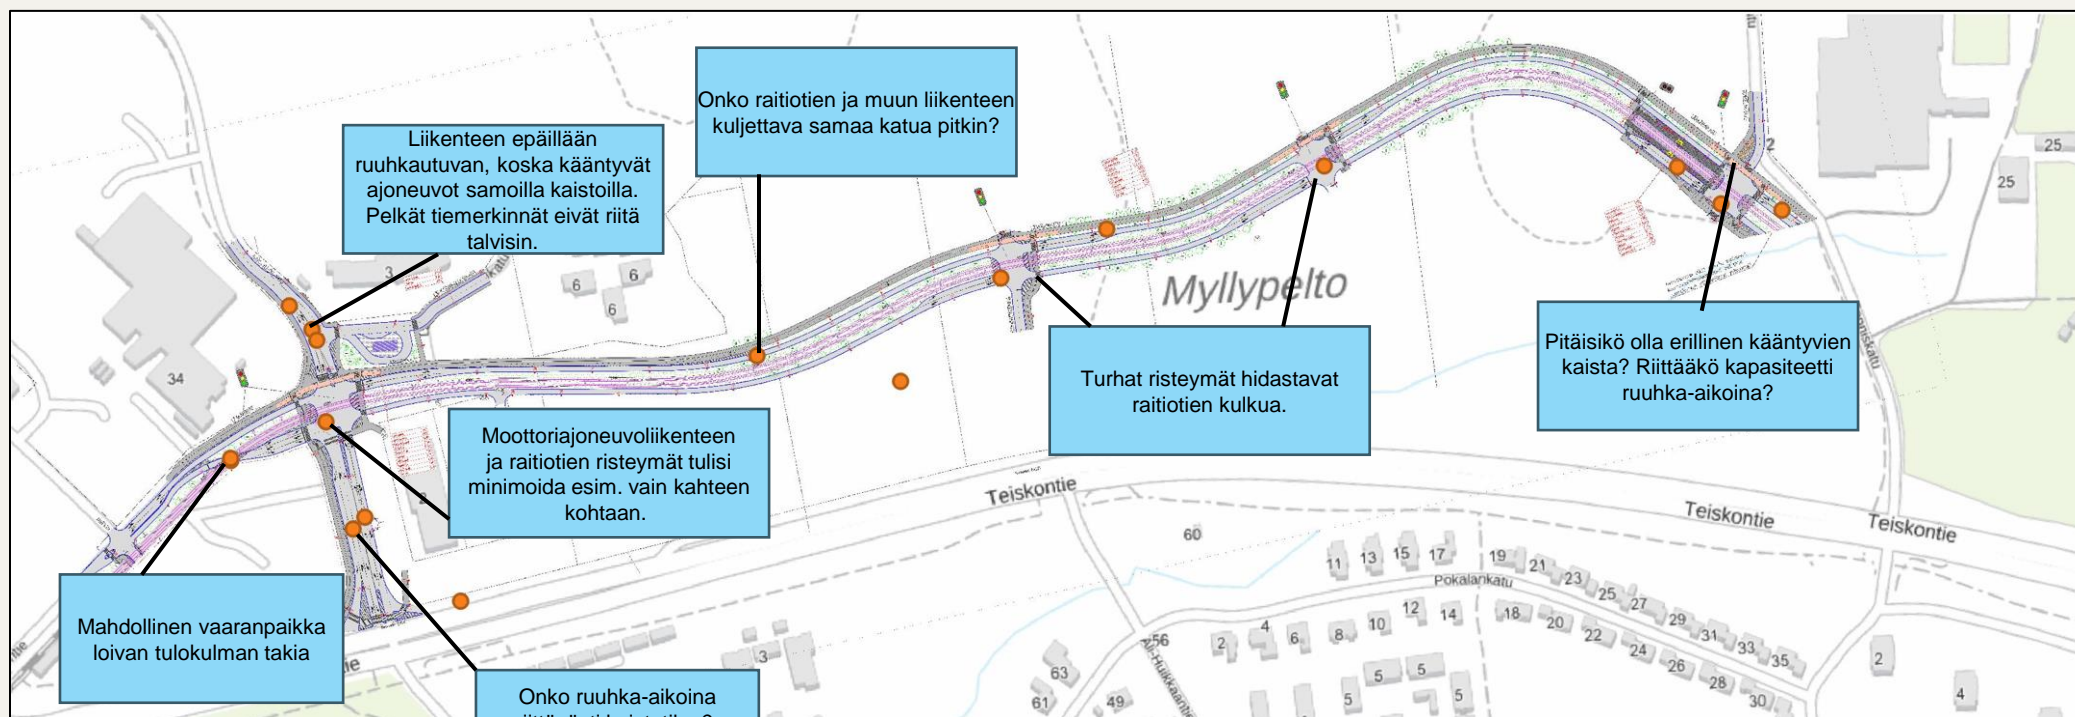 Onko raitiotien ja muun liikenteen
kuljettava samaa katua pitkin?
Liikenteen epäillään
ruuhkautuvan, koska kääntyvät
ajoneuvot samoilla kaistoilla.
Pelkät tiemerkinnät eivät riitä
talvisin.
Myllypelto
Turhat risteymät hidastavat
raitiotien kulkua.
Pitäisikö olla erillinen kääntyvien
kaista? Riittääkö kapasiteetti
ruuhka-aikoina?
Moottoriajoneuvoliikenteen
ja raitiotien risteymät tulisi
minimoida esim. vain kahteen
kohtaan.
Mahdollinen vaaranpaikka
loivan tulokulman takia
Onko ruuhka-aikoina
Teiskontie
Teiskontie
Teiskontie
Pokalankatu
katu
34
3
6
6
6
2
25
25
60
11
13
15
17
19
21
23
25
27
29
31
33
35
2
4
6
8
10
12
14
18
20
22
24
26
28
30
56
63
61
49
3
5
5
5
5
2
4